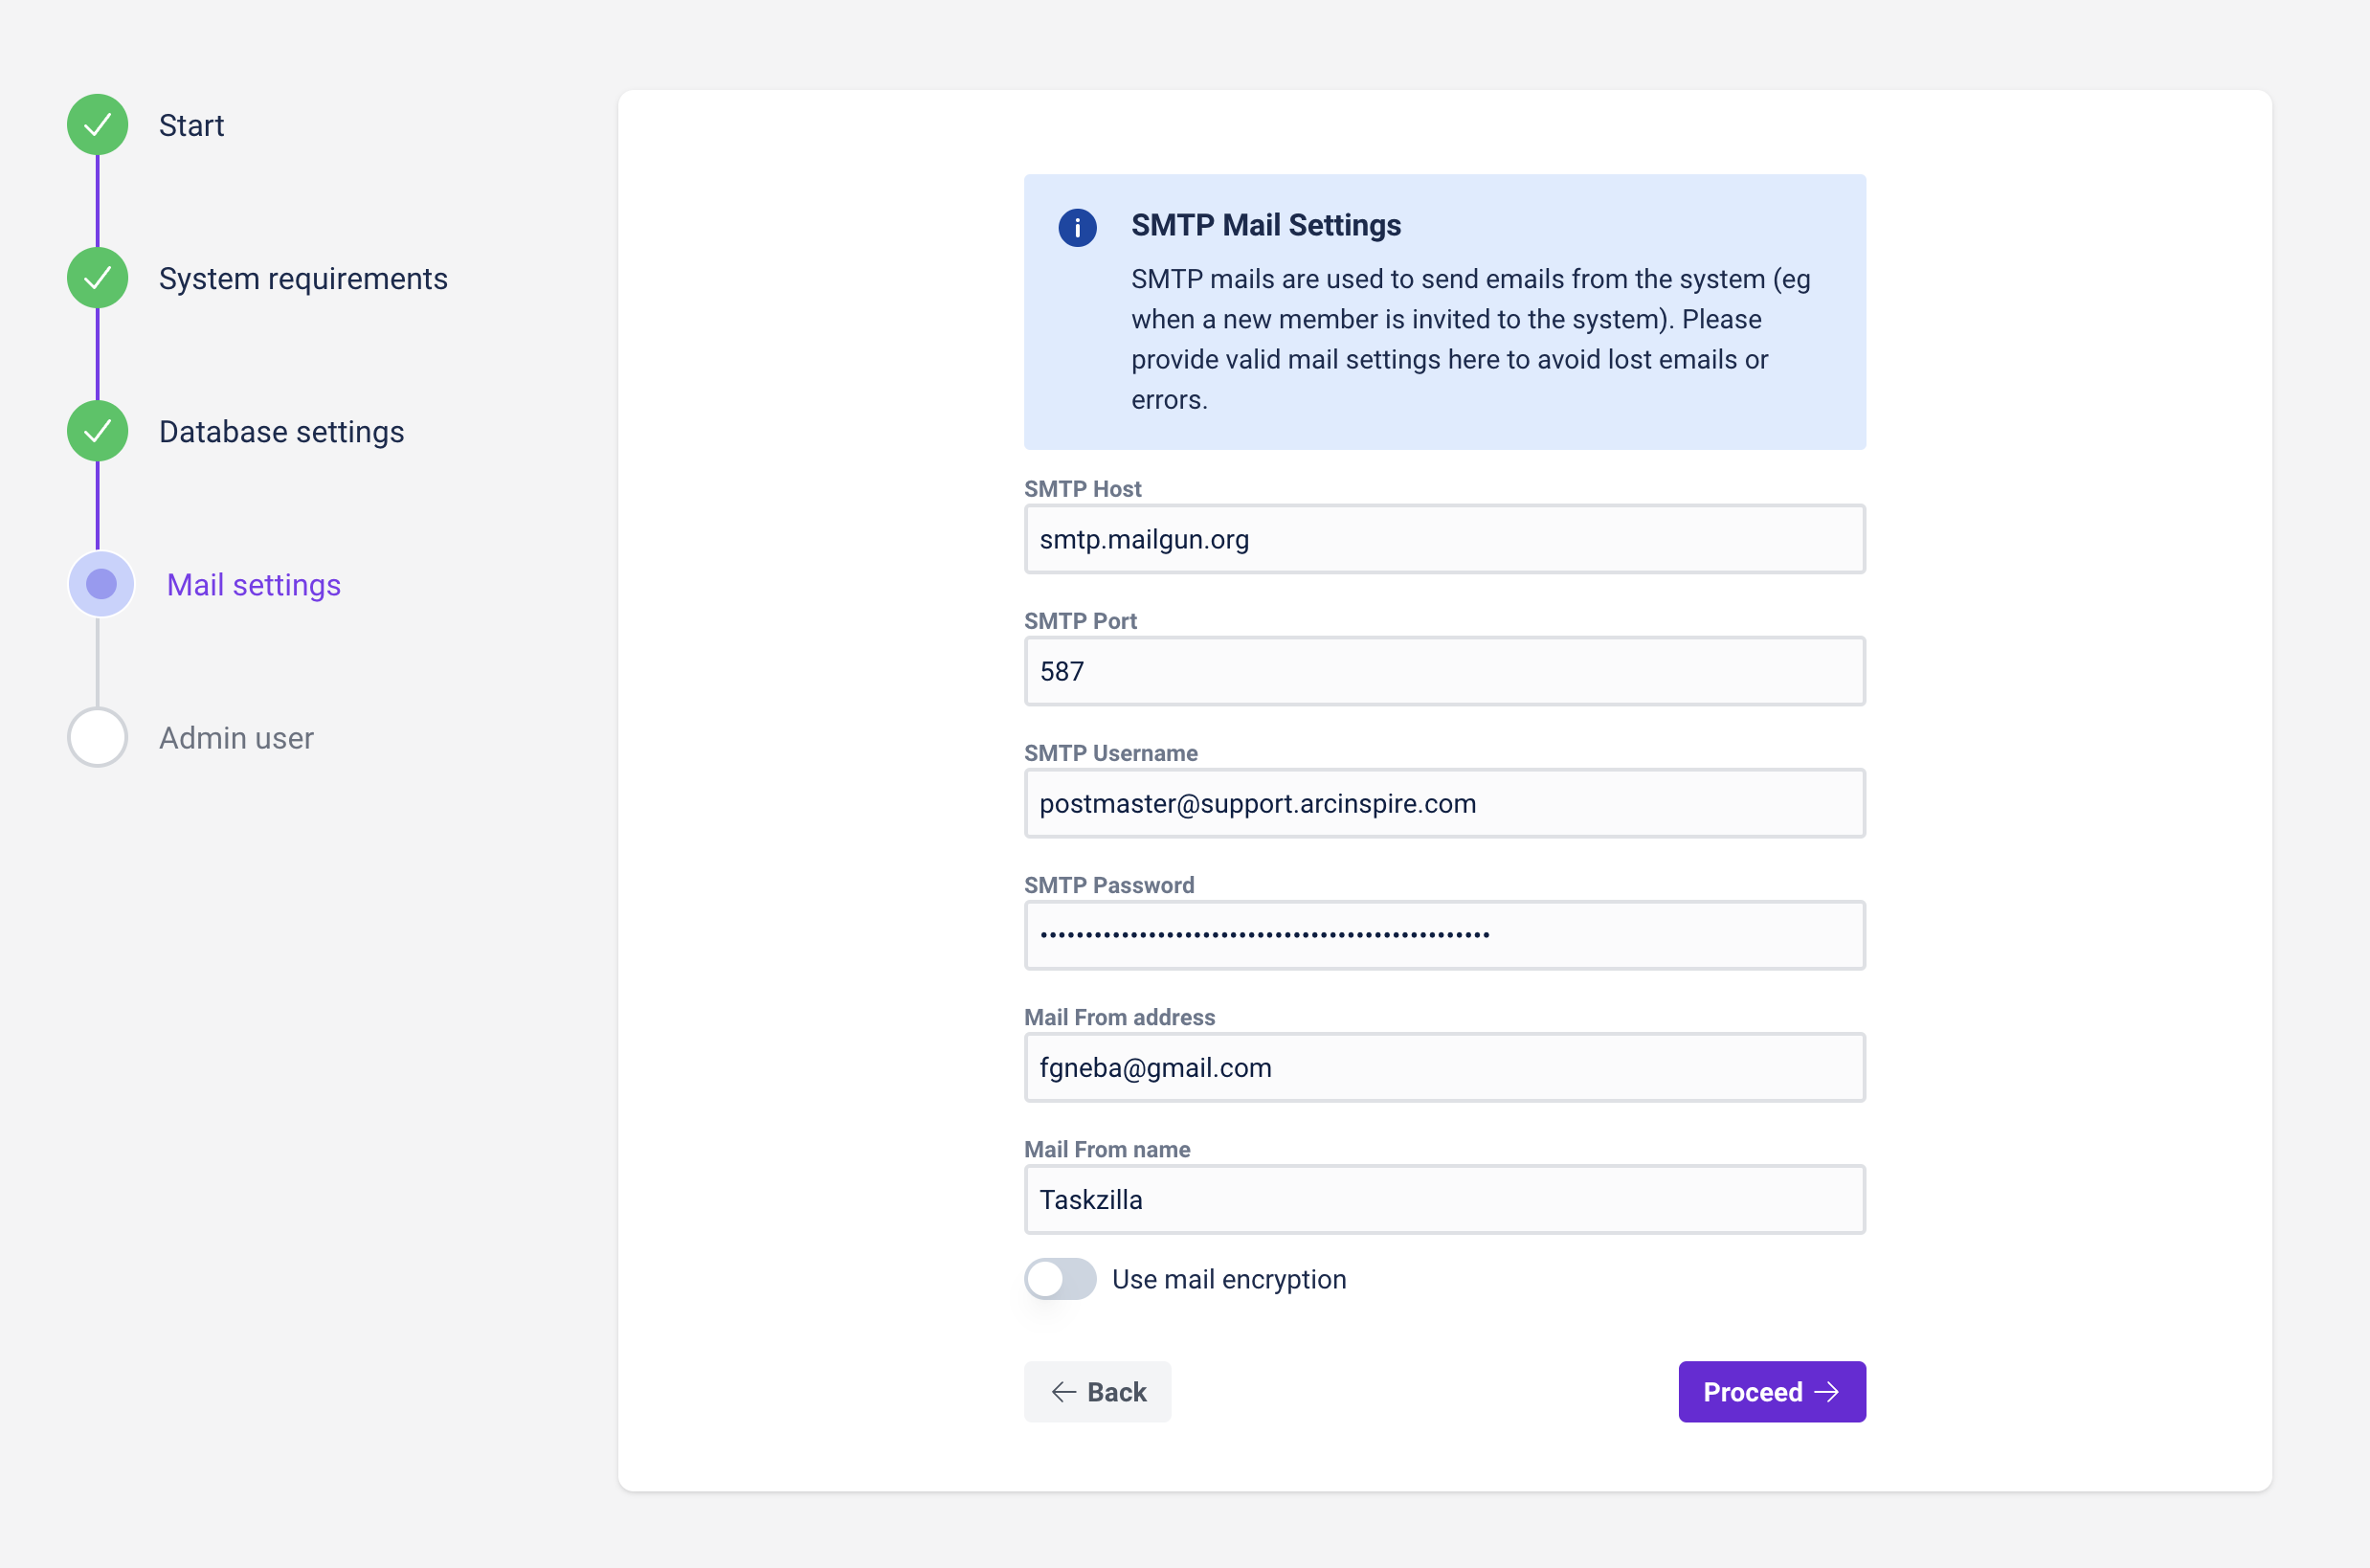 Start
System requirements
Database settings
Mail settings
Admin user
SMTP Mail Settings
SMTP mails are used to send emails from the system (eg
when a new member is invited to the system). Please
provide valid mail settings here to avoid lost emails or
errors.
SMTP Host
smtp.mailgun.org
SMTP Port
587
SMTP Username
postmaster@support.arcinspire.com
SMTP Password
••••••••••••••••••••••••••••••••••••••••••••••••••
Mail From address
fgneba@gmail.com
Mail From name
Taskzilla
Use mail encryption
Back
Proceed